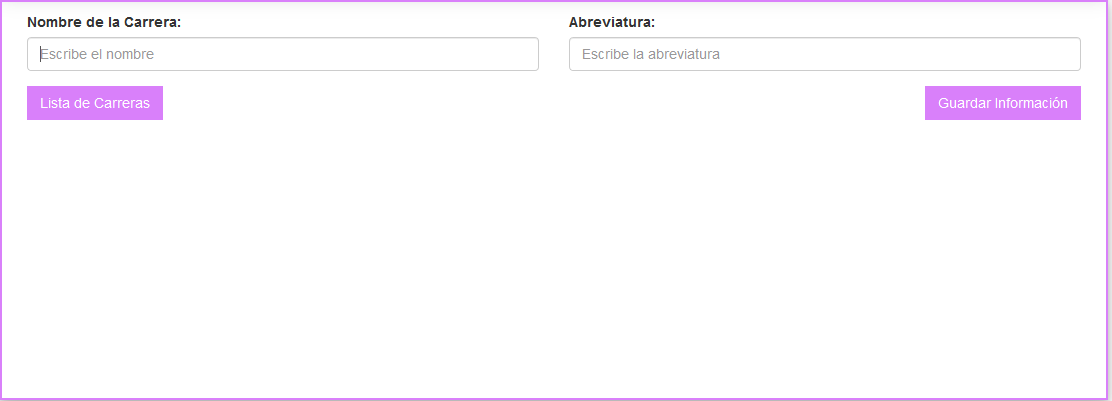 Nombre de la Carrera:
Abreviatura:
Escribe el nombre
Escribe la abreviatura
Lista de Carreras
Guardar Información